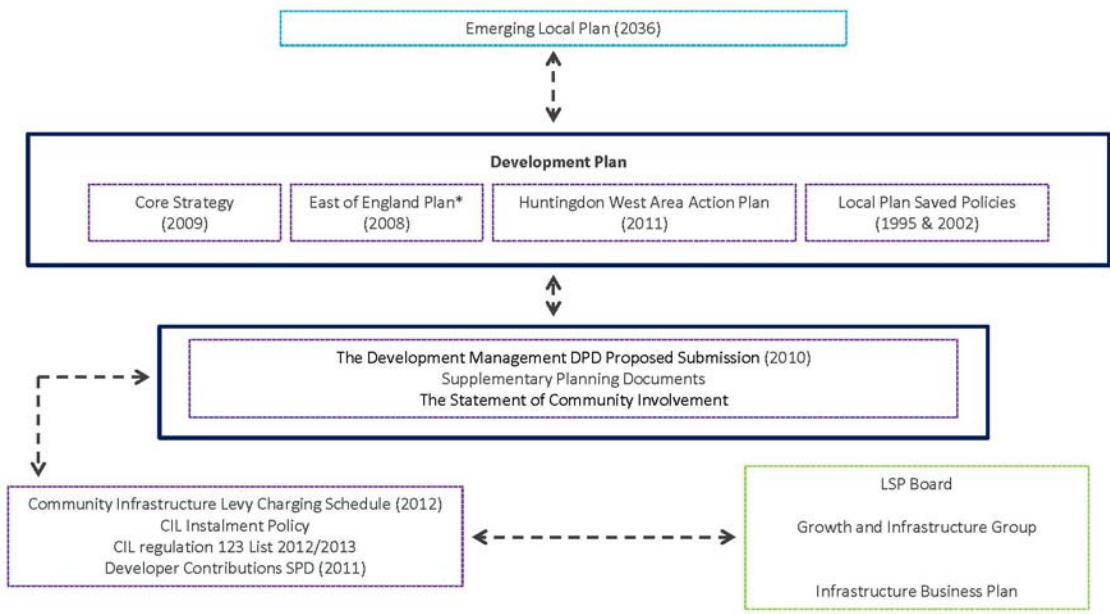 Emerging Local Plan (2036)
Development Plan
Core Strategy
(2009)
East of England Plan*
(2008)
Huntingdon West Area Action Plan
(2011)
Local Plan Saved Policies
(1995 & 2002)
The Development Management DPD Proposed Submission (2010)
Supplementary Planning Documents
The Statement of Community Involvement
Community Infrastructure Levy Charging Schedule (2012)
CIL Instalment Policy
CIL regulation 123 List 2012/2013
Developer Contributions SPD (2011)
LSP Board
Growth and Infrastructure Group
Infrastructure Business Plan